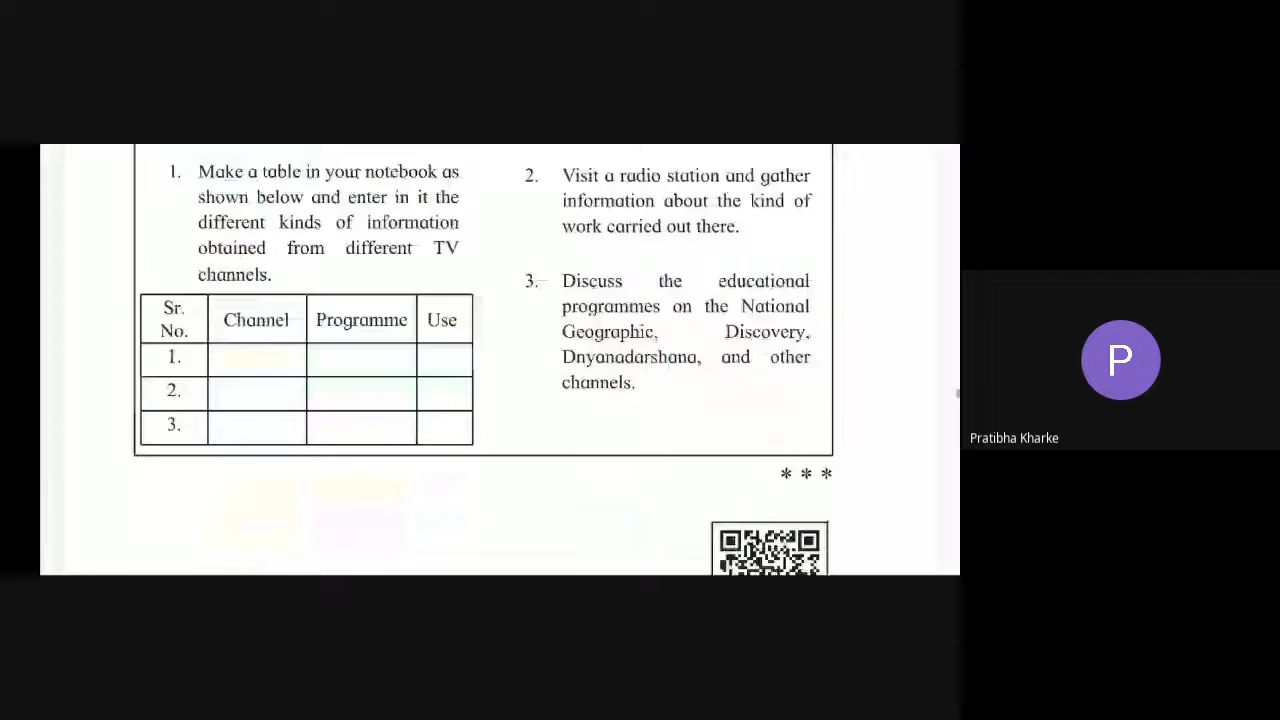 1. Make a table in your notebook as
shown below and enter in it the
different kinds of information
obtained from different TV
channels.
Sr.
No.
Channel
Programme
Use
1.
2.
3.
2. Visit a radio station and gather
information about the kind of
work carried out there.
3. Discuss the educational
programmes on the National
Geographic, Discovery,
Dnyanadarshana, and other
channels.
* * *
P
Pratibha Kharke